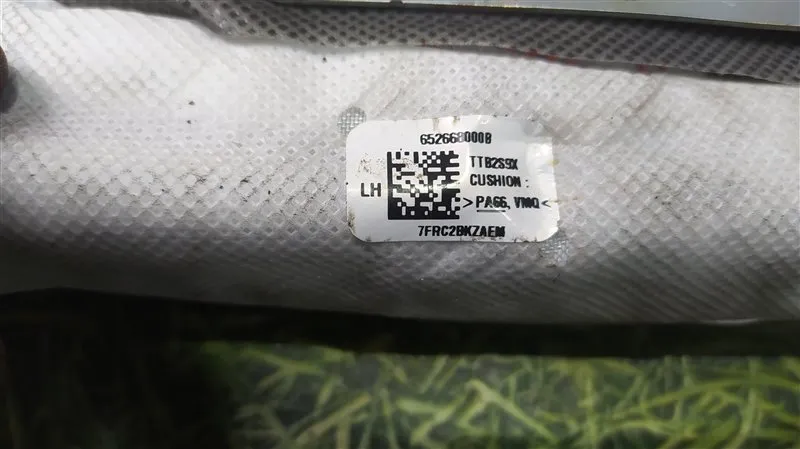 652668000B
TTB2S9X
CUSHION :
LH
>PA66, VMQ<
7FRC2BKZAEM